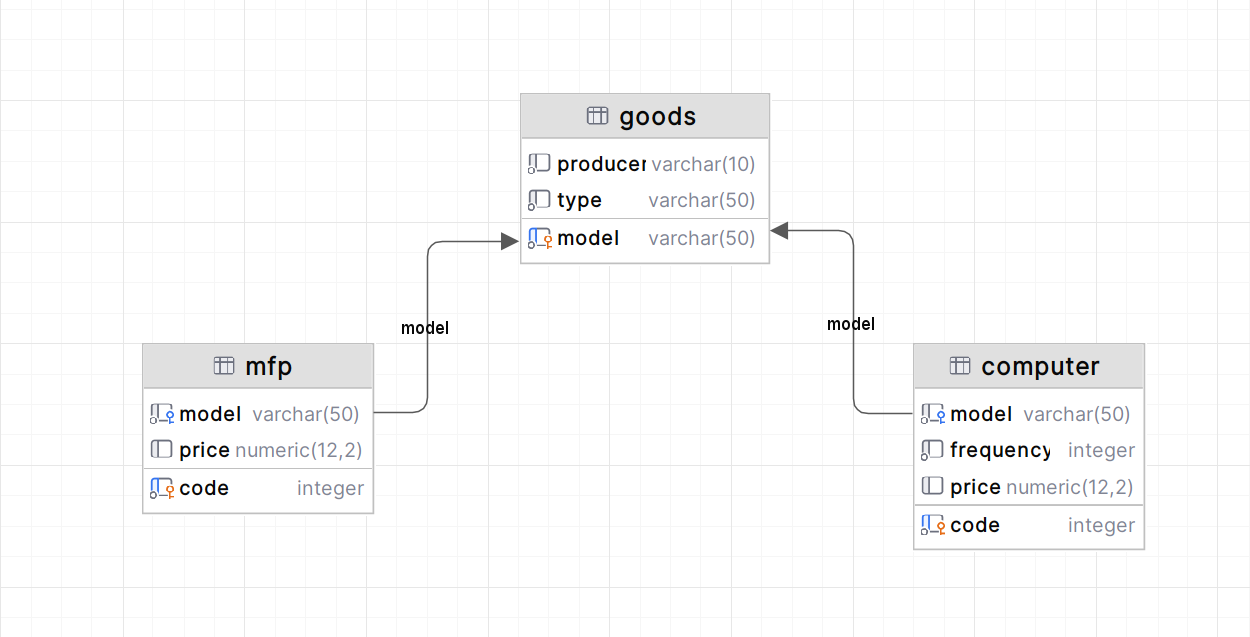 goods
producer varchar(10)
type varchar(50)
model varchar(50)
model
model
mfp
model varchar(50)
price numeric(12,2)
code integer
computer
model varchar(50)
frequency integer
price numeric(12,2)
code integer